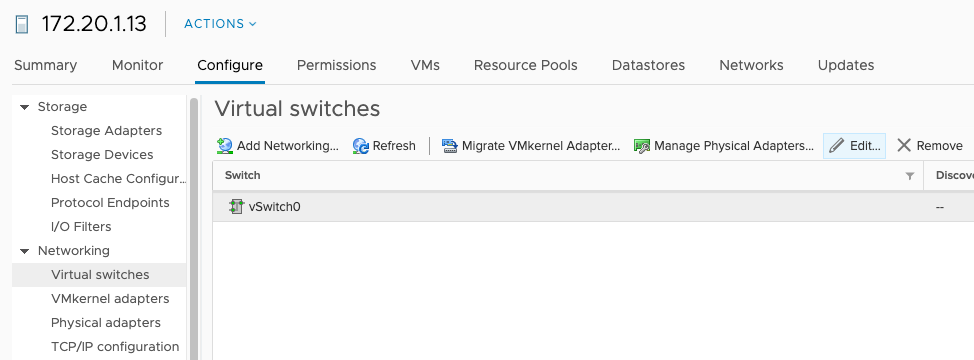 172.20.1.13 ACTIONS
Summary Monitor Configure Permissions VMs Resource Pools Datastores Networks Updates
Storage
Storage Adapters
Storage Devices
Host Cache Configur...
Protocol Endpoints
I/O Filters
Networking
Virtual switches
VMkernel adapters
Physical adapters
TCP/IP configuration
Virtual switches
Add Networking... Refresh Migrate VMkernel Adapter... Manage Physical Adapters... Edit... Remove
Switch Discove
vSwitch0 --